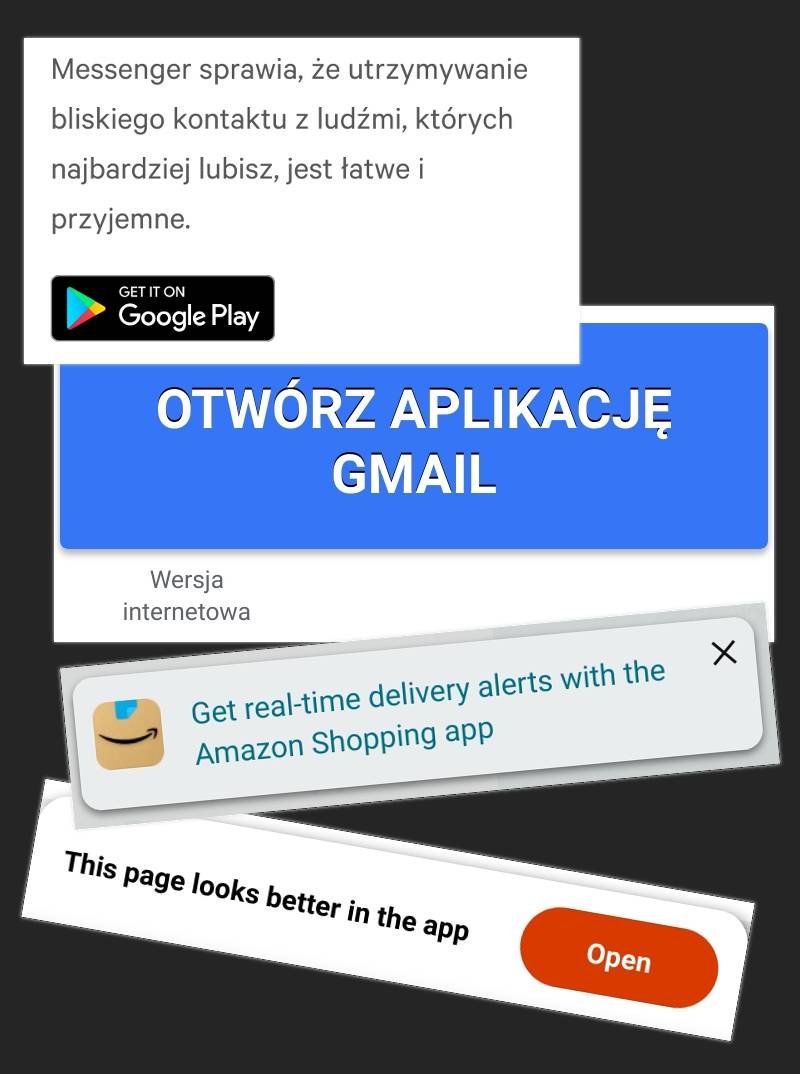 Messenger sprawia, że utrzymywanie
bliskiego kontaktu z ludźmi, których
najbardziej lubisz, jest łatwe i
przyjemne.
GET IT ON
Google Play
OTWÓRZ APLIKACJĘ
GMAIL
Wersja
internetowa
Get real-time delivery alerts with the
Amazon Shopping app
This page looks better in the app
Open